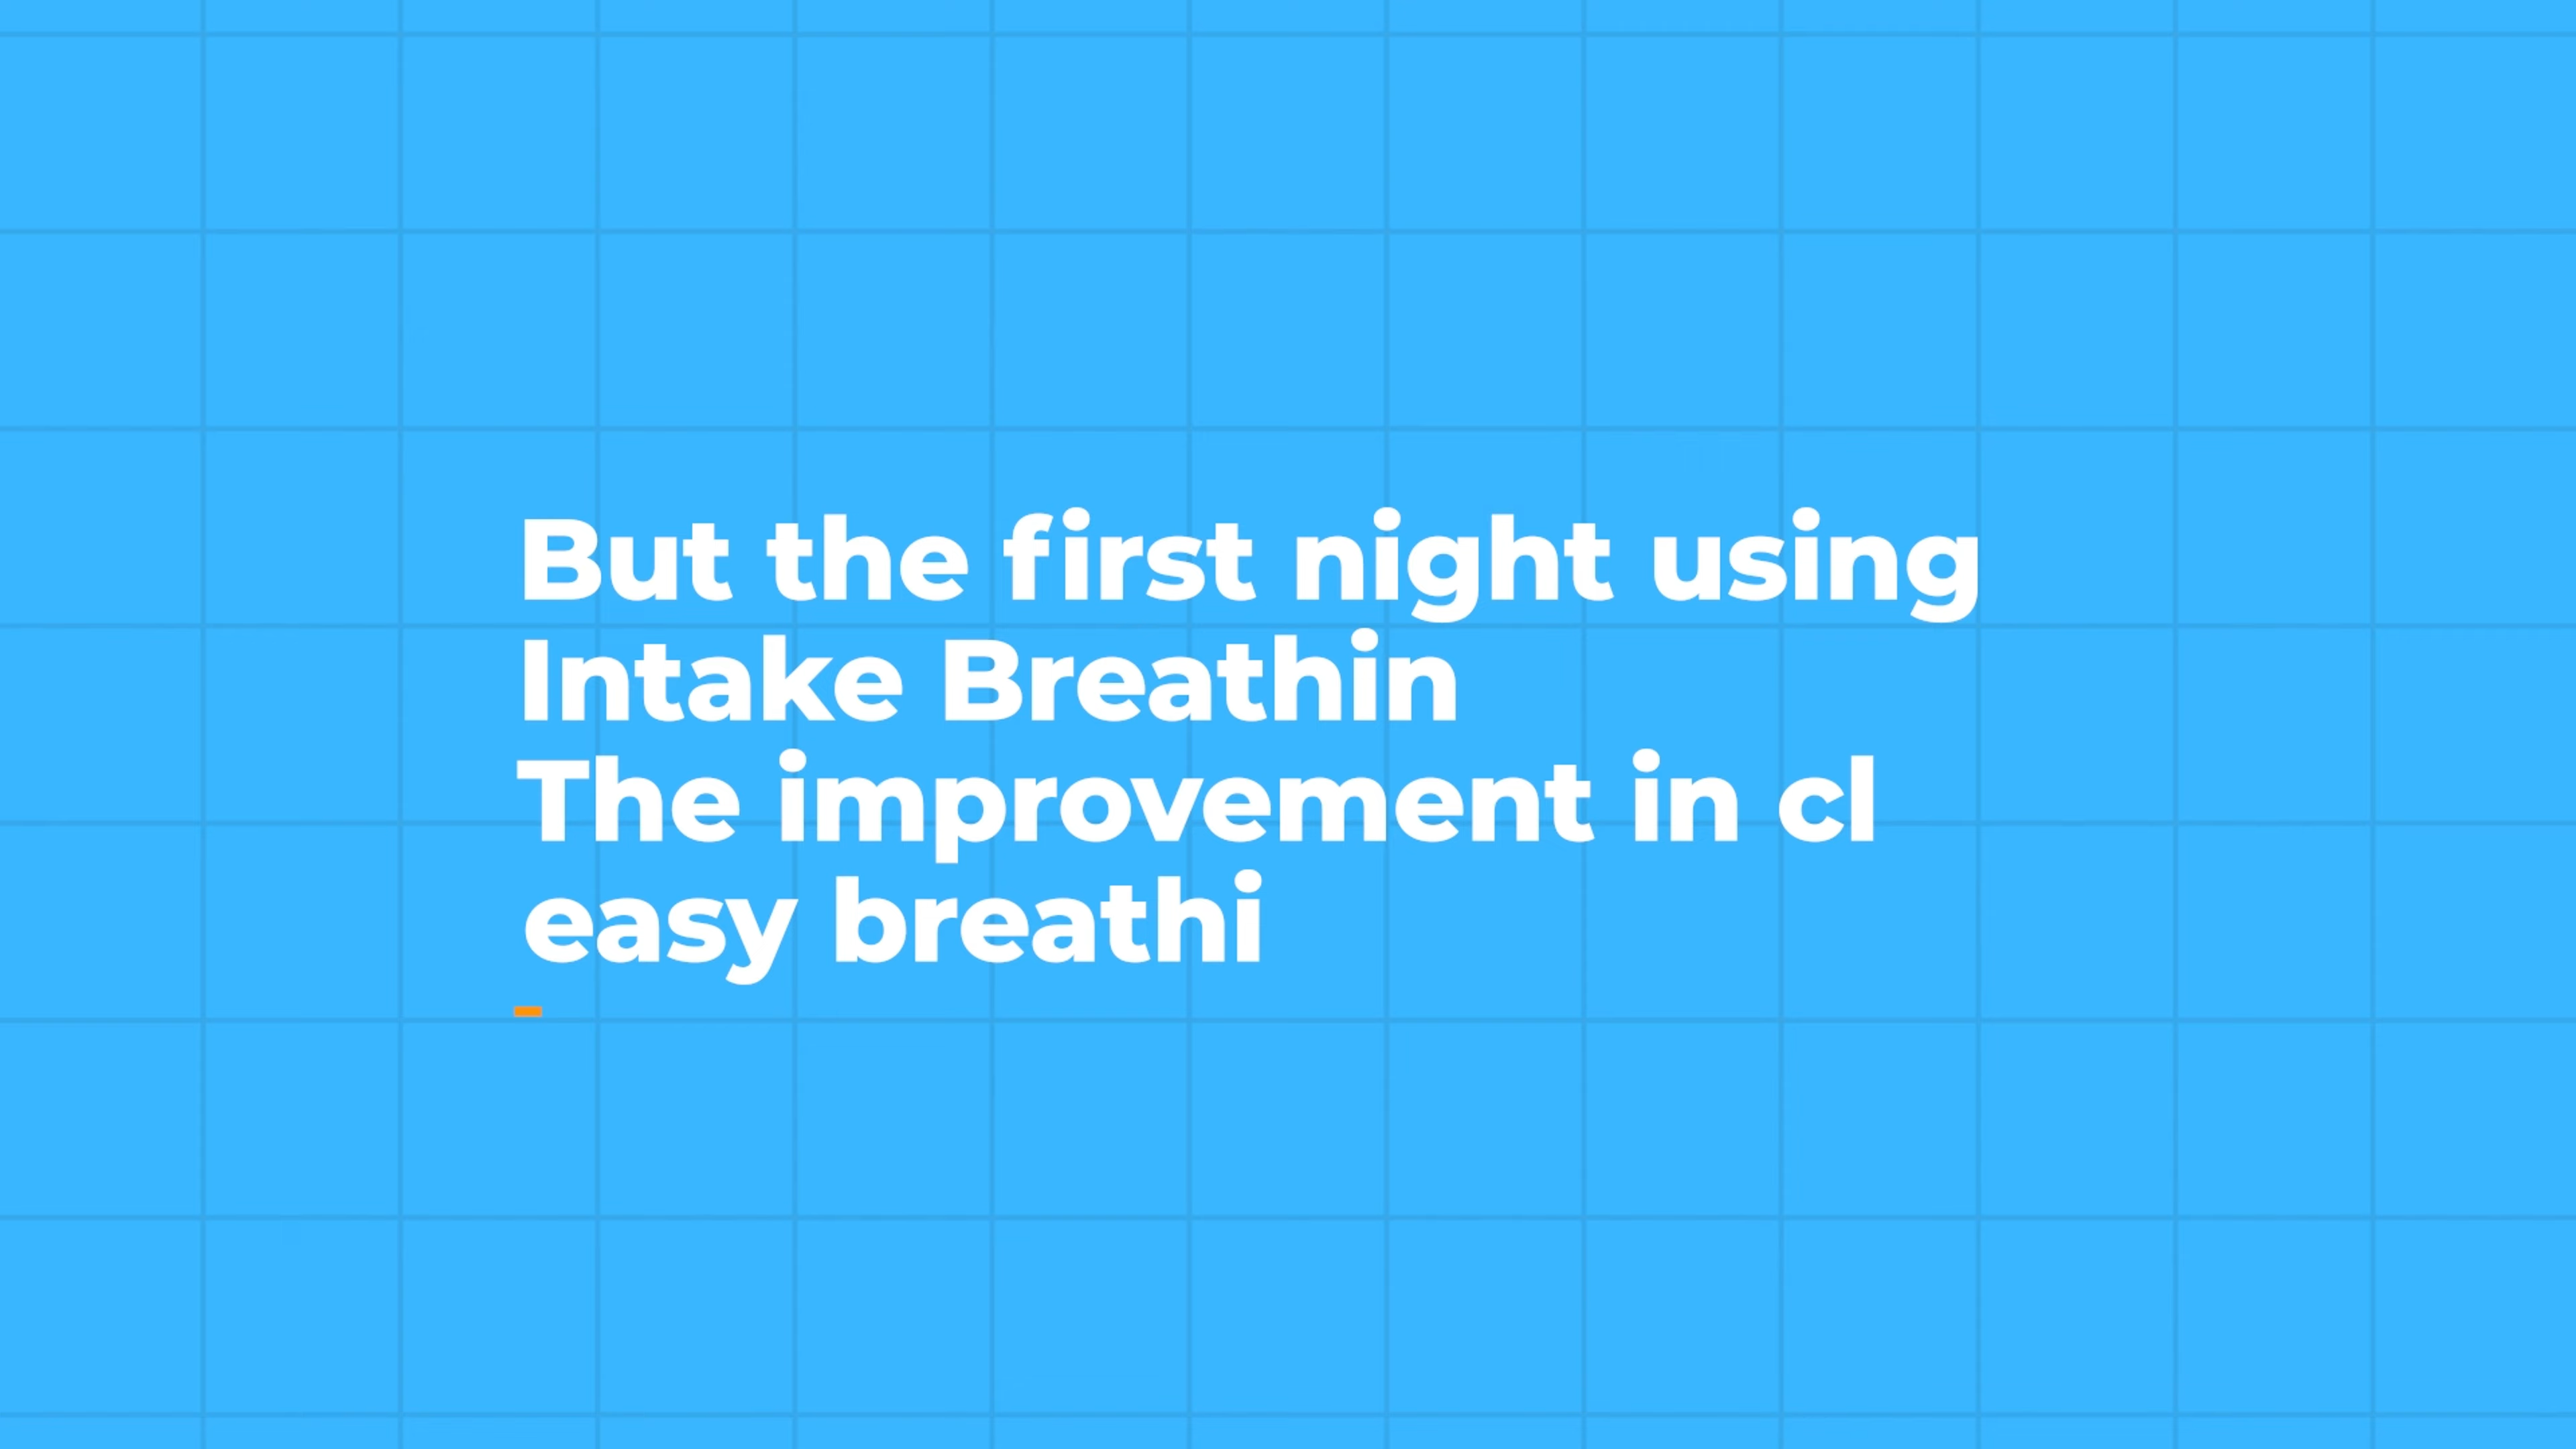 But the first night using
Intake Breathin
The improvement in cl
easy breathi